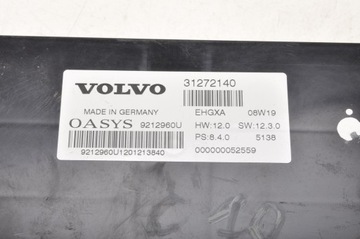 VOLVO 31272140
MADE IN GERMANY EHGXA 08W19
OASYS 9212960U HW:12.0 SW:12.3.0
PS:8.4.0 5138
9212960U1201213840 000000052559